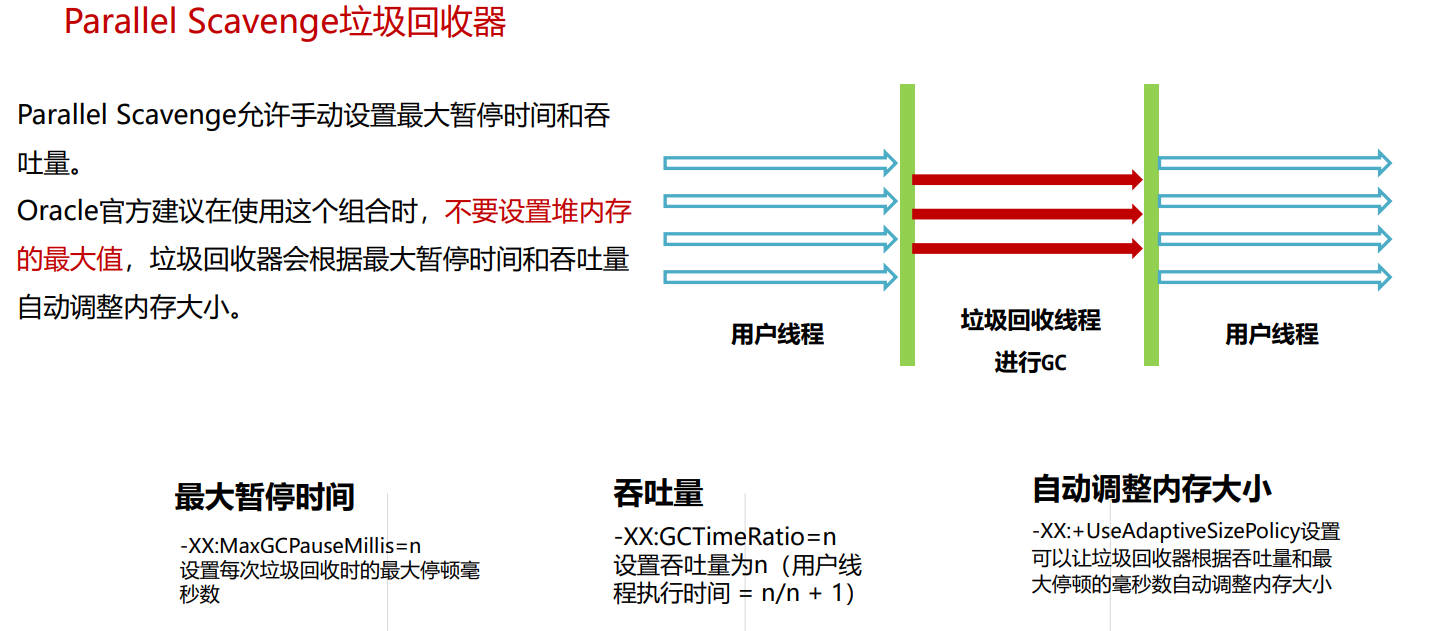 Parallel Scavenge垃圾回收器
Parallel Scavenge允许手动设置最大暂停时间和吞
吐量。
Oracle官方建议在使用这个组合时，不要设置堆内存
的最大值，垃圾回收器会根据最大暂停时间和吞吐量
自动调整内存大小。
用户线程
垃圾回收线程
进行GC
用户线程
最大暂停时间
-XX:MaxGCPauseMillis=n
设置每次垃圾回收时的最大停顿毫
秒数
吞吐量
-XX:GCTimeRatio=n
设置吞吐量为n（用户线
程执行时间 = n/n + 1）
自动调整内存大小
-XX:+UseAdaptiveSizePolicy设置
可以让垃圾回收器根据吞吐量和最
大停顿的毫秒数自动调整内存大小